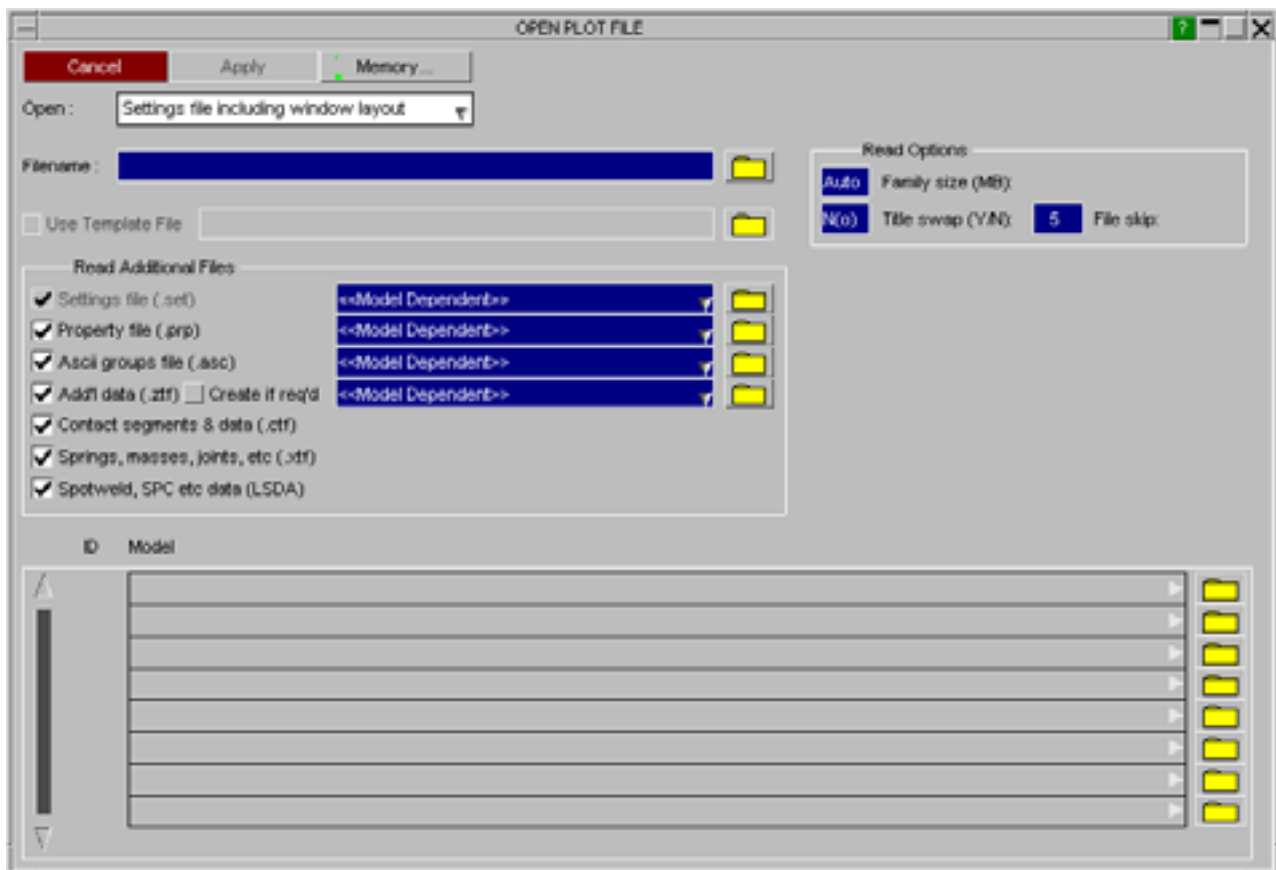 OPEN PLOT FILE ?
Cancel Apply Memory...
Open : Settings file including window layout
Filename :
Read Options
Auto Family size (MB):
N(o) Title swap (Y/N): 5 File skip:
Use Template File
Read Additional Files
Settings file (.set) <<Model Dependent>>
Property file (.prp) <<Model Dependent>>
Ascii groups file (.asc) <<Model Dependent>>
Add'l data (.ztf) Create if req'd <<Model Dependent>>
Contact segments & data (.ctf)
Springs, masses, joints, etc (.xtf)
Spotweld, SPC etc data (LSDA)
ID Model